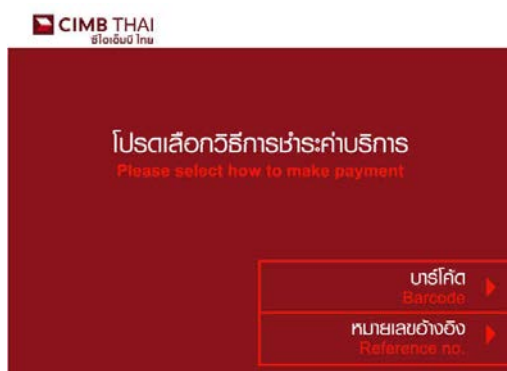 CIMB THAI
ซีไอเอ็มบี ไทย
โปรดเลือกวิธีการชำระค่าบริการ
Please select how to make payment
บาร์โค้ด
Barcode
หมายเลขอ้างอิง
Reference no.